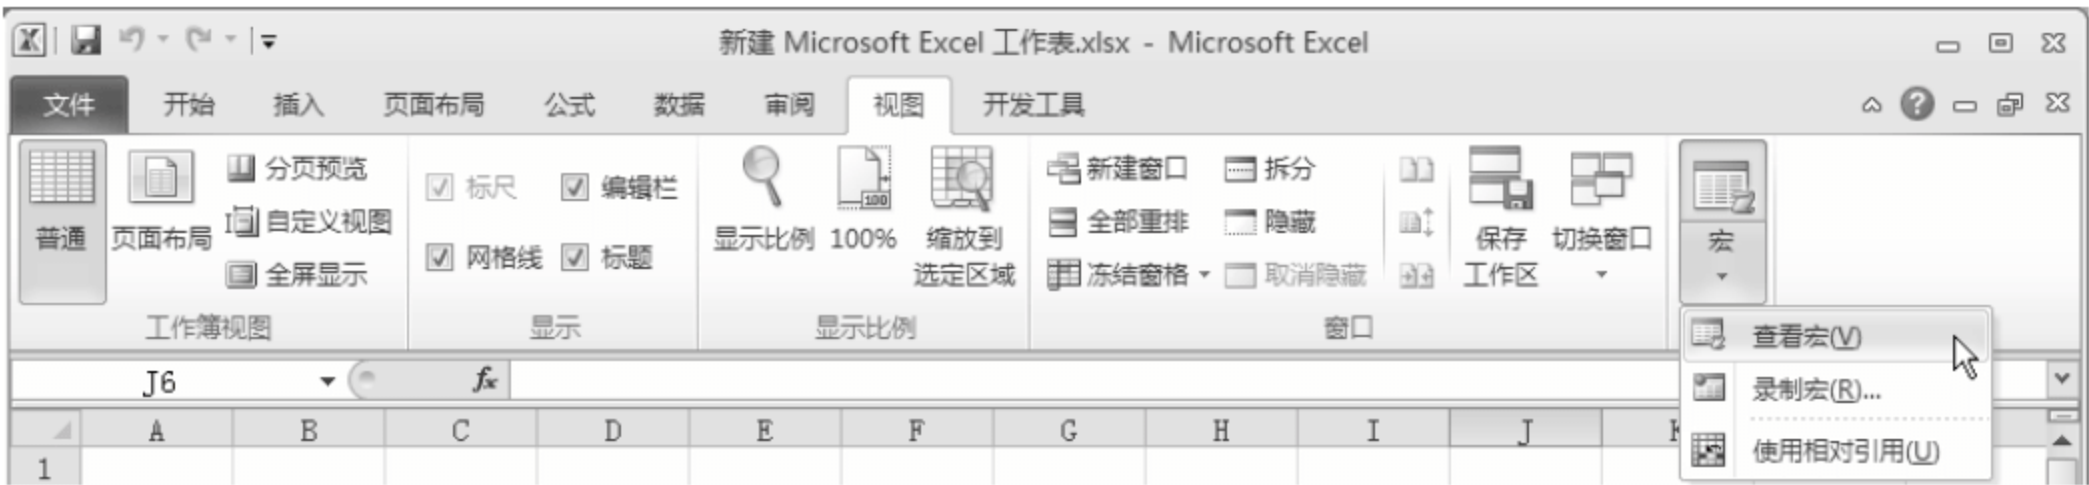 新建 Microsoft Excel 工作表.xlsx - Microsoft Excel
文件 开始 插入 页面布局 公式 数据 审阅 视图 开发工具
普通
页面布局
分页预览
自定义视图
全屏显示
工作簿视图
标尺 编辑栏
网格线 标题
显示
显示比例
100
100%
缩放到
选定区域
显示比例
新建窗口
全部重排
冻结窗格
拆分
隐藏
取消隐藏
保存
工作区
切换窗口
窗口
宏
查看宏(V)
录制宏(R)...
使用相对引用(U)
J6 fx
A B C D E F G H I J
1